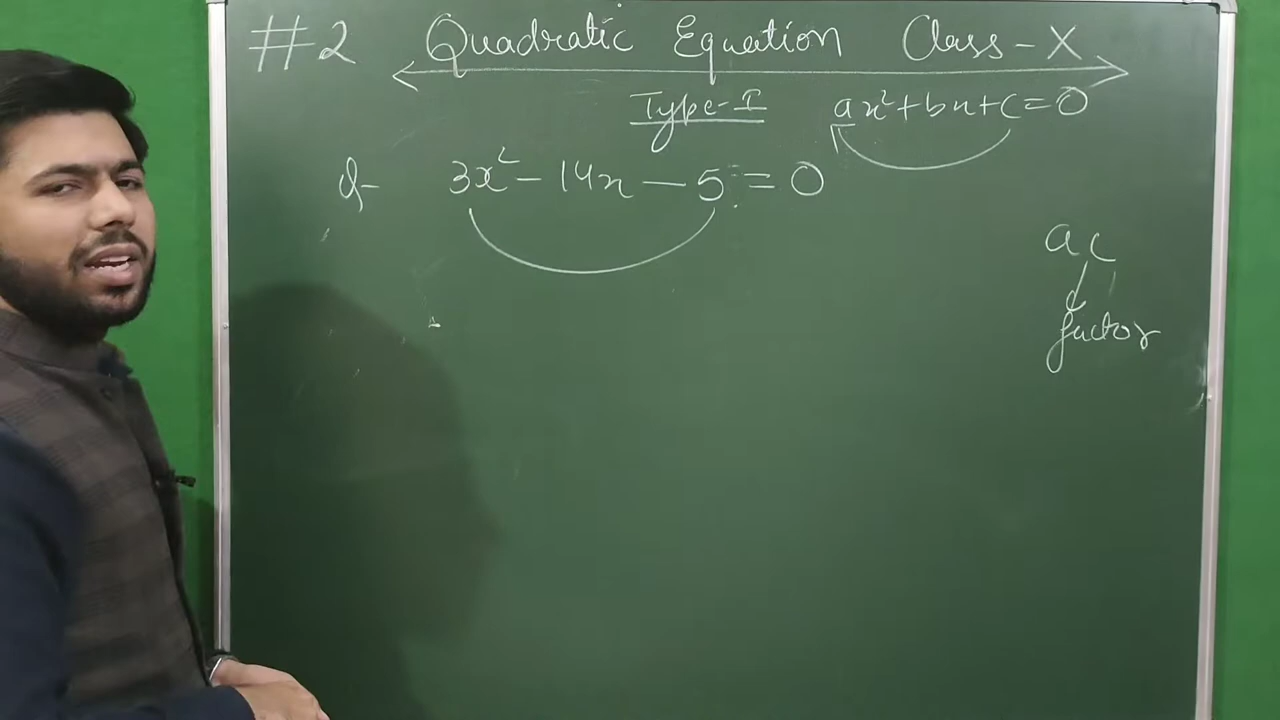 #2 Quadratic Equation Class-X
Type-I ax²+bx+c=0
Q- 3x²-14x-5=0
ac
factor